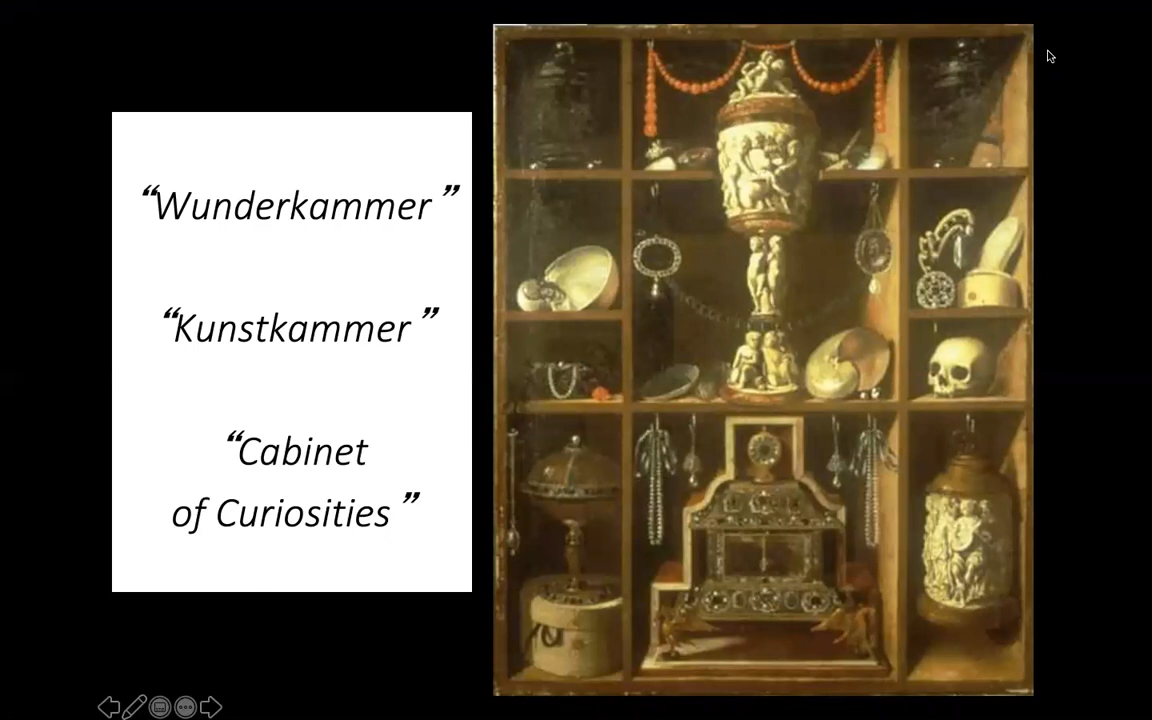 “Wunderkammer”
“Kunstkammer”
“Cabinet
of Curiosities”